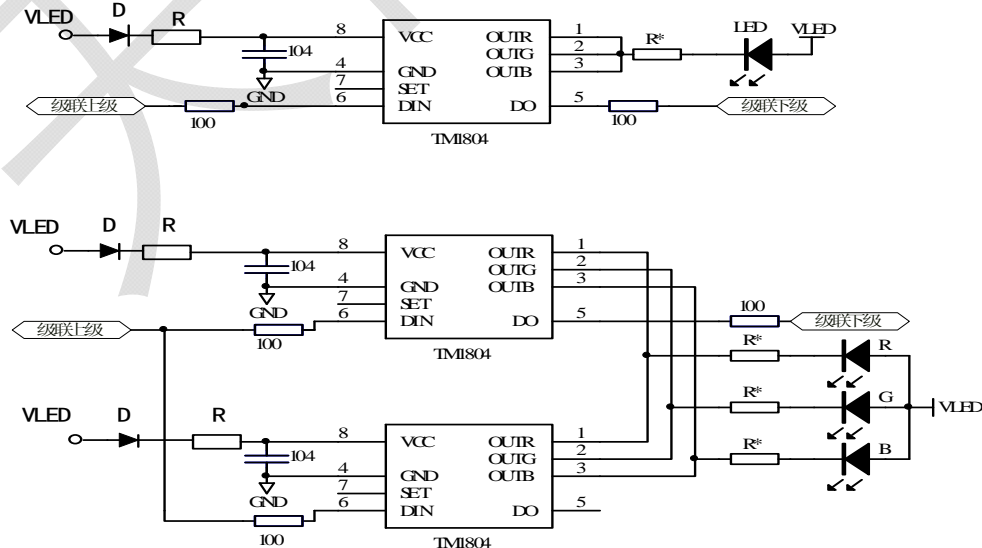 VLED
D
R
8
VCC
OUTR
1
R*
LED
VLED
104
OUTG
2
4
GND
OUTB
3
7
SET
GND
级联上级
100
6
DIN
DO
5
100
级联下级
TM1804
VLED
D
R
8
VCC
OUTR
1
104
OUTG
2
4
GND
OUTB
3
7
SET
GND
级联上级
100
6
DIN
DO
5
100
级联下级
TM1804
R*
R
R*
G
VLED
R*
B
VLED
D
R
8
VCC
OUTR
1
104
OUTG
2
4
GND
OUTB
3
7
SET
GND
6
DIN
DO
5
100
TM1804